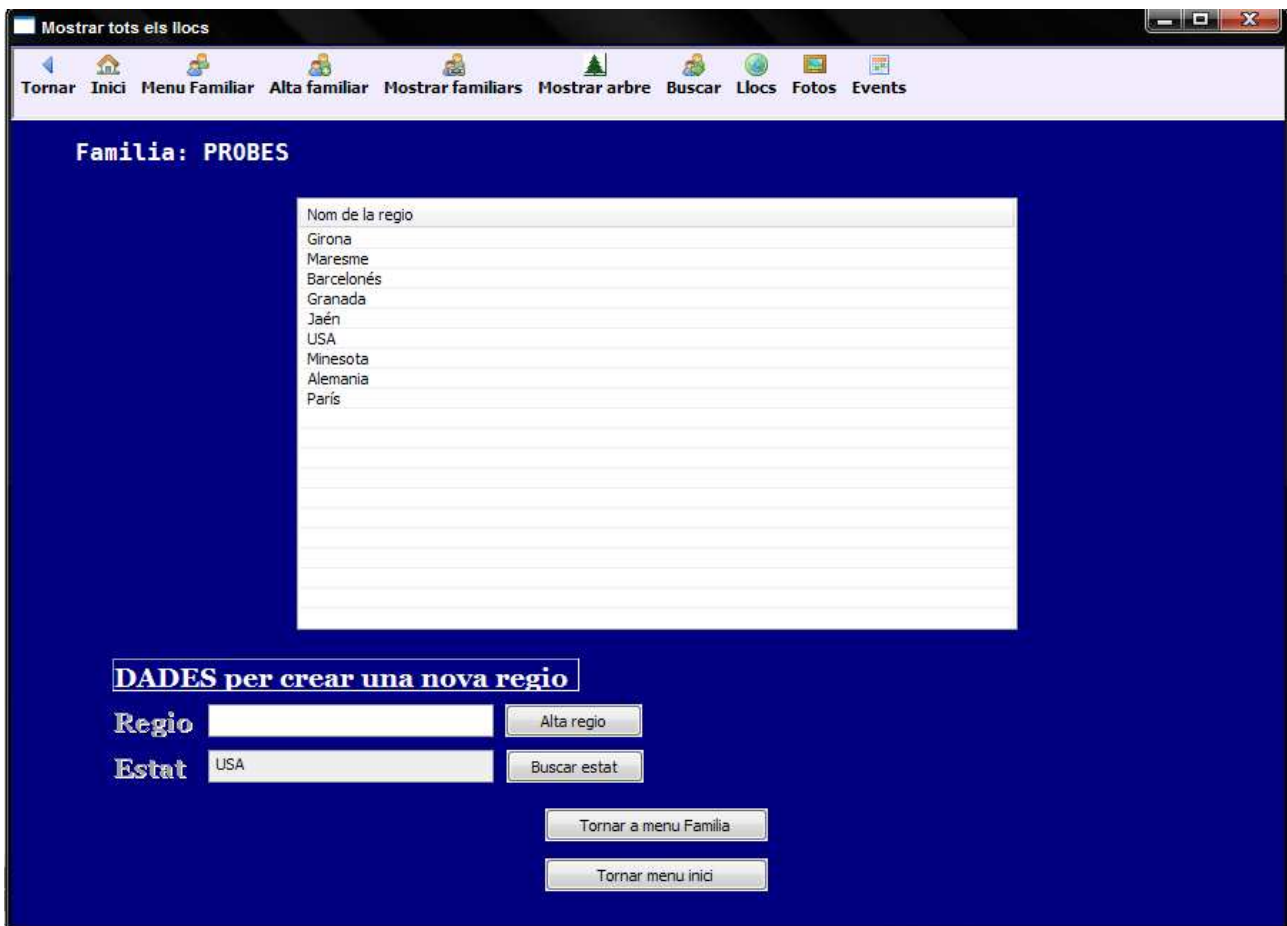 Mostrar tots els llocs
Tornar Inici Menu Familiar Alta familiar Mostrar familiars Mostrar arbre Buscar Llocs Fotos Events
Familia: PROBES
Nom de la regio
Girona
Maresme
Barcelonés
Granada
Jaén
USA
Minesota
Alemania
París
DADES per crear una nova regio
Regio Alta regio
Estat USA Buscar estat
Tornar a menu Familia
Tornar menu inici